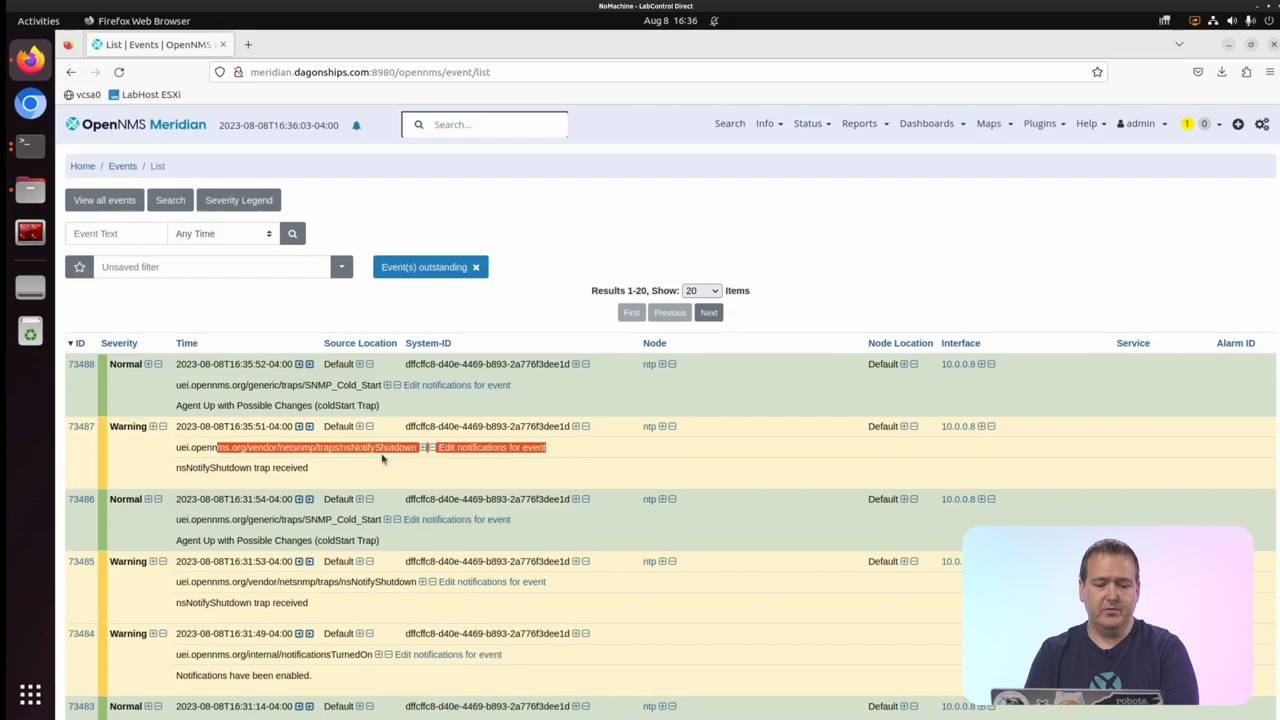 NoMachine - LabControl Direct
Activities Firefox Web Browser Aug 8 16:36
List | Events | OpenNMS
meridian.dagonships.com:8980/opennms/event/list
vcsa0 LabHost ESXi
OpenNMS Meridian 2023-08-08T16:36:03-04:00 Search... Search Info Status Reports Dashboards Maps Plugins Help admin 1 0
Home / Events / List
View all events Search Severity Legend
Event Text Any Time
Unsaved filter Event(s) outstanding
Results 1-20, Show: 20 Items
First Previous Next
ID Severity Time Source Location System-ID Node Node Location Interface Service Alarm ID
73488 Normal 2023-08-08T16:35:52-04:00 Default dffcffc8-d40e-4469-b893-2a776f3dee1d ntp Default 10.0.0.8
uei.opennms.org/generic/traps/SNMP_Cold_Start Edit notifications for event
Agent Up with Possible Changes (coldStart Trap)
73487 Warning 2023-08-08T16:35:51-04:00 Default dffcffc8-d40e-4469-b893-2a776f3dee1d ntp Default 10.0.0.8
uei.opennms.org/vendor/netsnmp/traps/nsNotifyShutdown Edit notifications for event
nsNotifyShutdown trap received
73486 Normal 2023-08-08T16:31:54-04:00 Default dffcffc8-d40e-4469-b893-2a776f3dee1d ntp Default 10.0.0.8
uei.opennms.org/generic/traps/SNMP_Cold_Start Edit notifications for event
Agent Up with Possible Changes (coldStart Trap)
73485 Warning 2023-08-08T16:31:53-04:00 Default dffcffc8-d40e-4469-b893-2a776f3dee1d ntp Default 10.0.
uei.opennms.org/vendor/netsnmp/traps/nsNotifyShutdown Edit notifications for event
nsNotifyShutdown trap received
73484 Warning 2023-08-08T16:31:49-04:00 Default dffcffc8-d40e-4469-b893-2a776f3dee1d Default
uei.opennms.org/internal/notificationsTurnedOn Edit notifications for event
Notifications have been enabled.
73483 Normal 2023-08-08T16:31:14-04:00 Default dffcffc8-d40e-4469-b893-2a776f3dee1d ntp Default
robota.